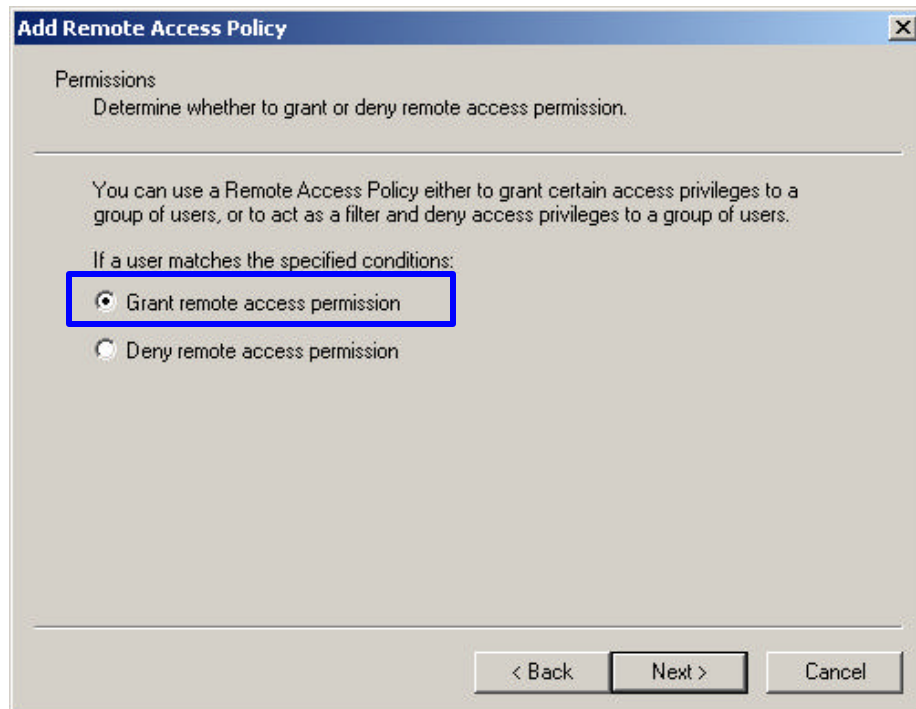 Add Remote Access Policy
Permissions
Determine whether to grant or deny remote access permission.
You can use a Remote Access Policy either to grant certain access privileges to a
group of users, or to act as a filter and deny access privileges to a group of users.
If a user matches the specified conditions:
Grant remote access permission
Deny remote access permission
< Back
Next >
Cancel